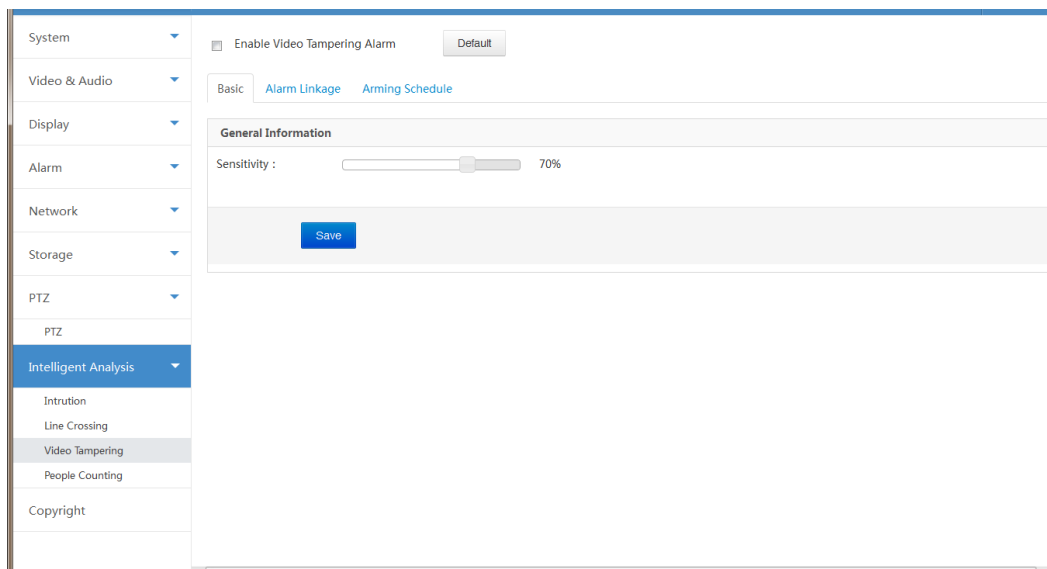 System
Video & Audio
Display
Alarm
Network
Storage
PTZ
PTZ
Intelligent Analysis
Intrution
Line Crossing
Video Tampering
People Counting
Copyright
Enable Video Tampering Alarm Default
Basic Alarm Linkage Arming Schedule
General Information
Sensitivity : 70%
Save